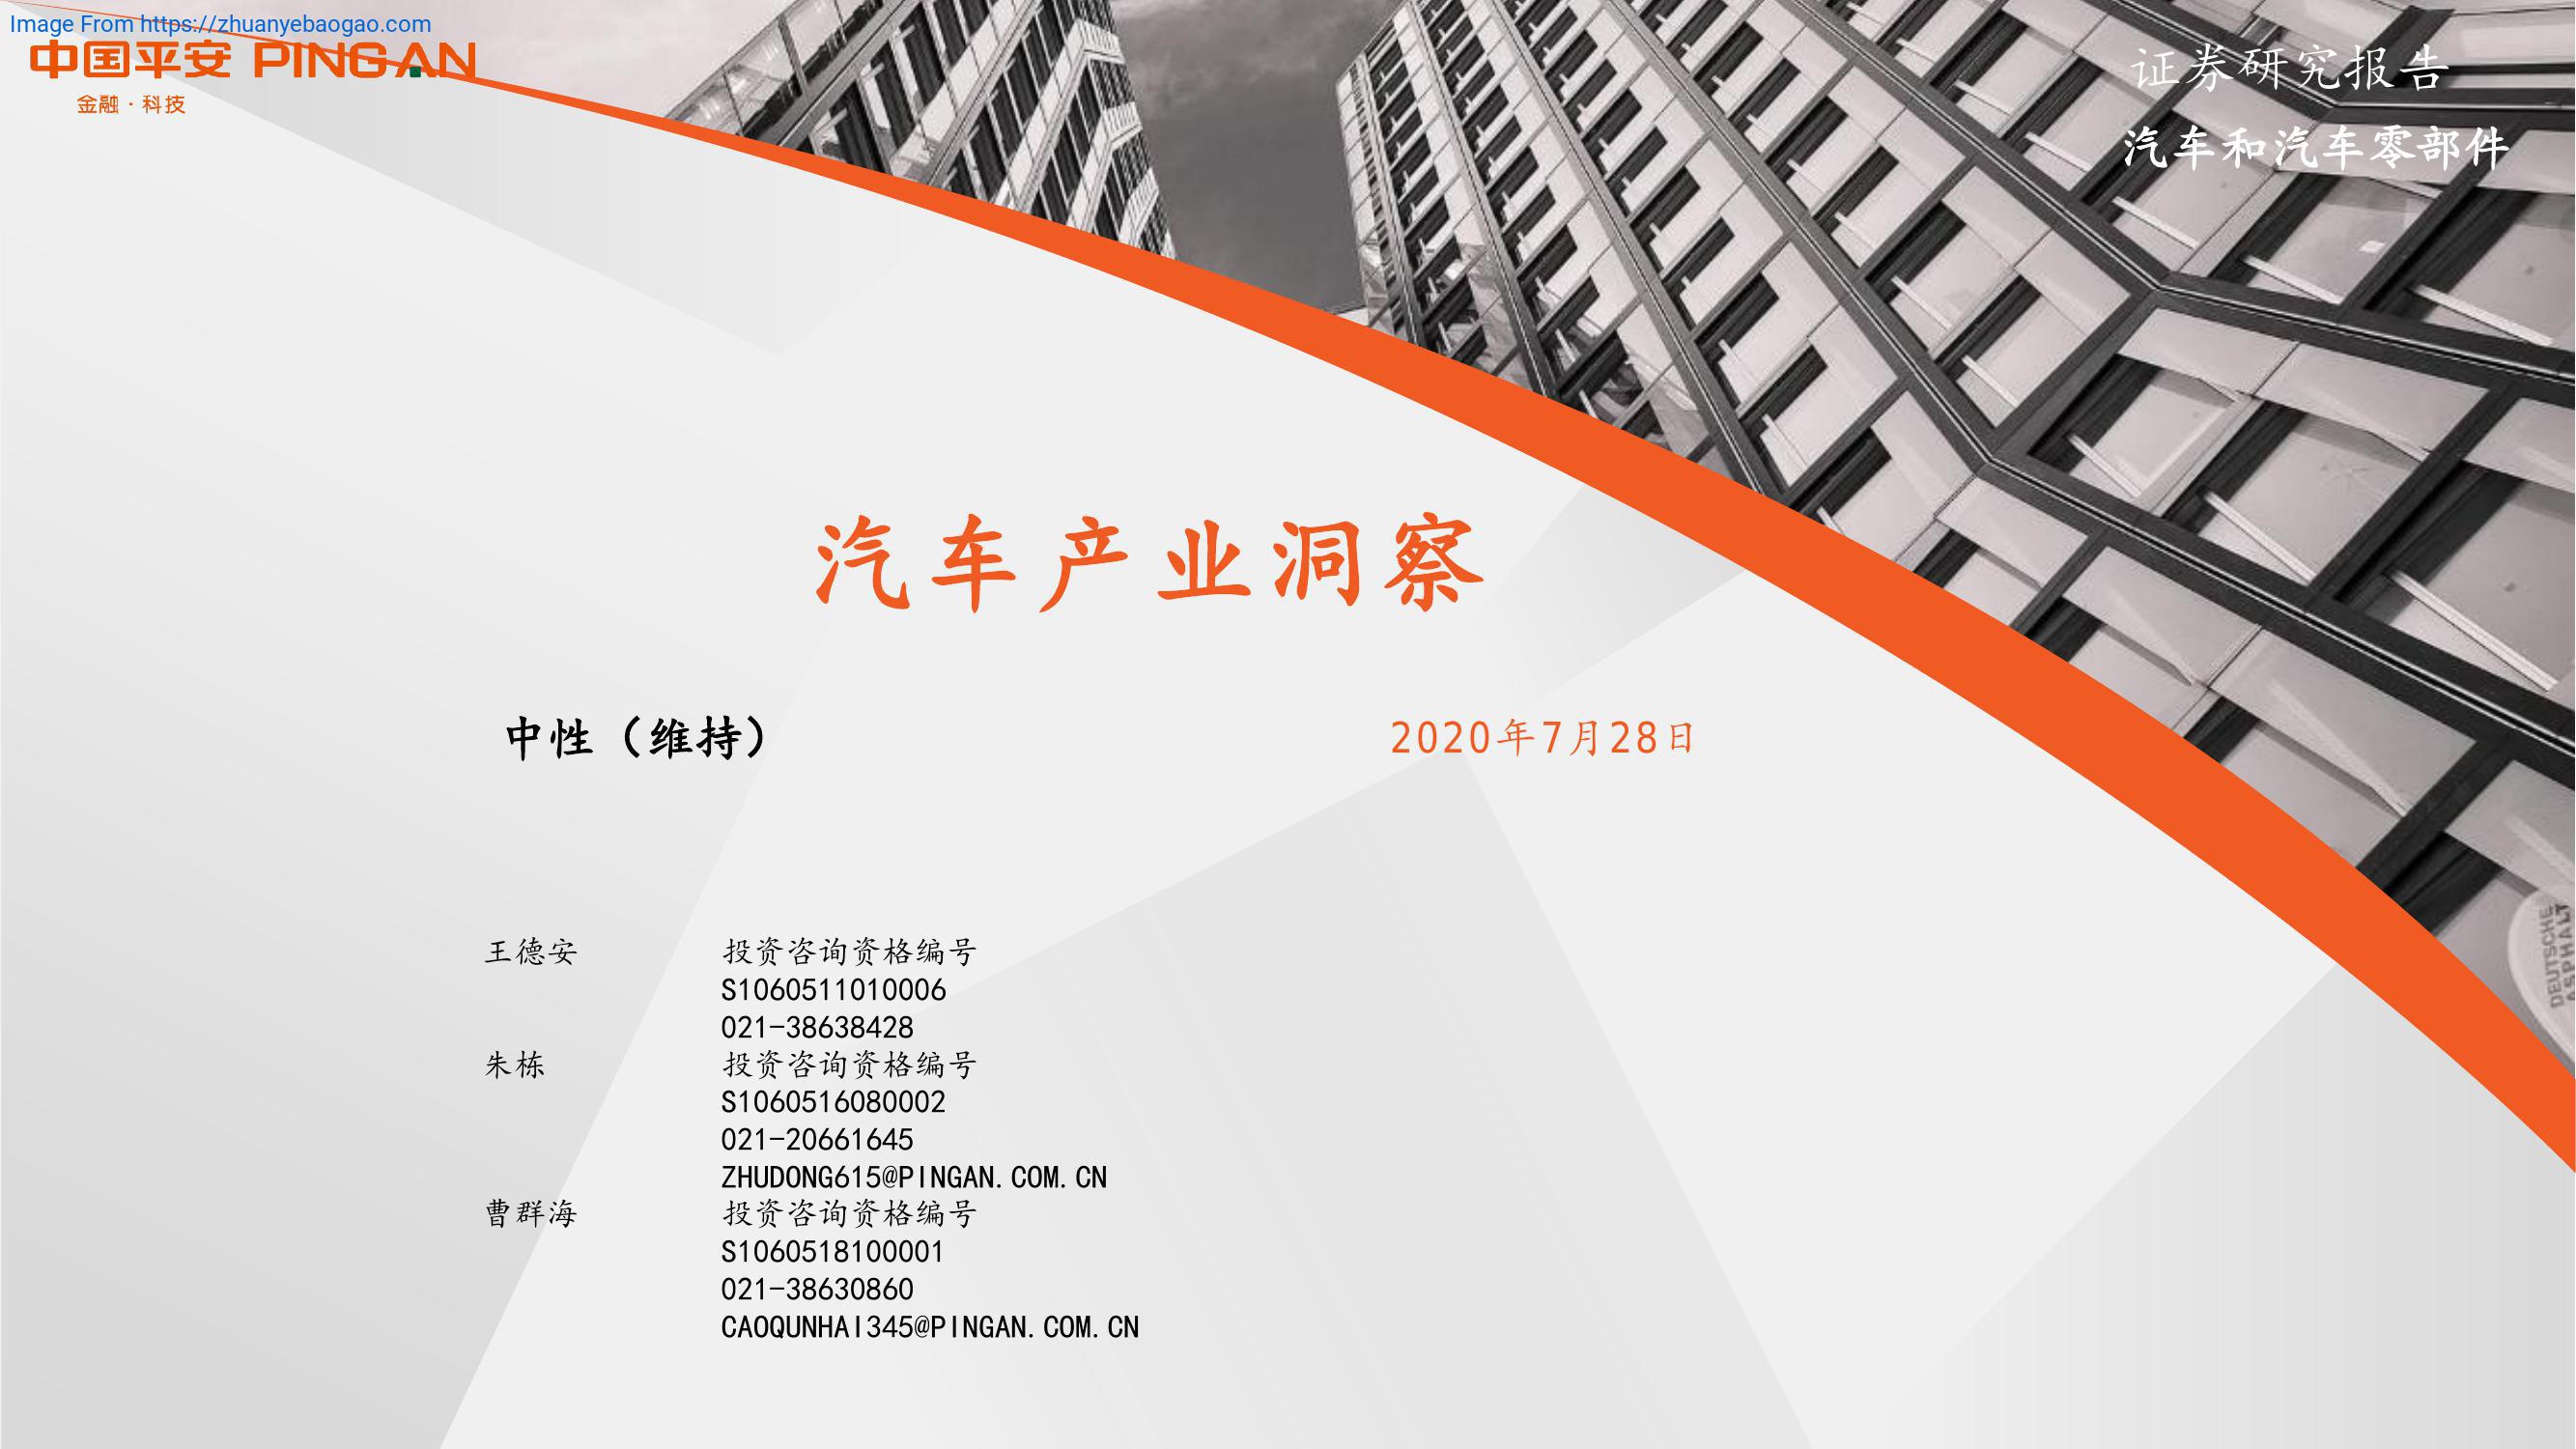 Image From https://zhuanyebaogao.com
中国平安 PINGAN
金融·科技
证券研究报告
汽车和汽车零部件
汽车产业洞察
中性（维持）
2020年7月28日
王德安 投资咨询资格编号
S1060511010006
021-38638428
朱栋 投资咨询资格编号
S1060516080002
021-20661645
ZHUDONG615@PINGAN.COM.CN
曹群海 投资咨询资格编号
S1060518100001
021-38630860
CAOQUNHAI345@PINGAN.COM.CN
DEUTSCHE
ASPHALT